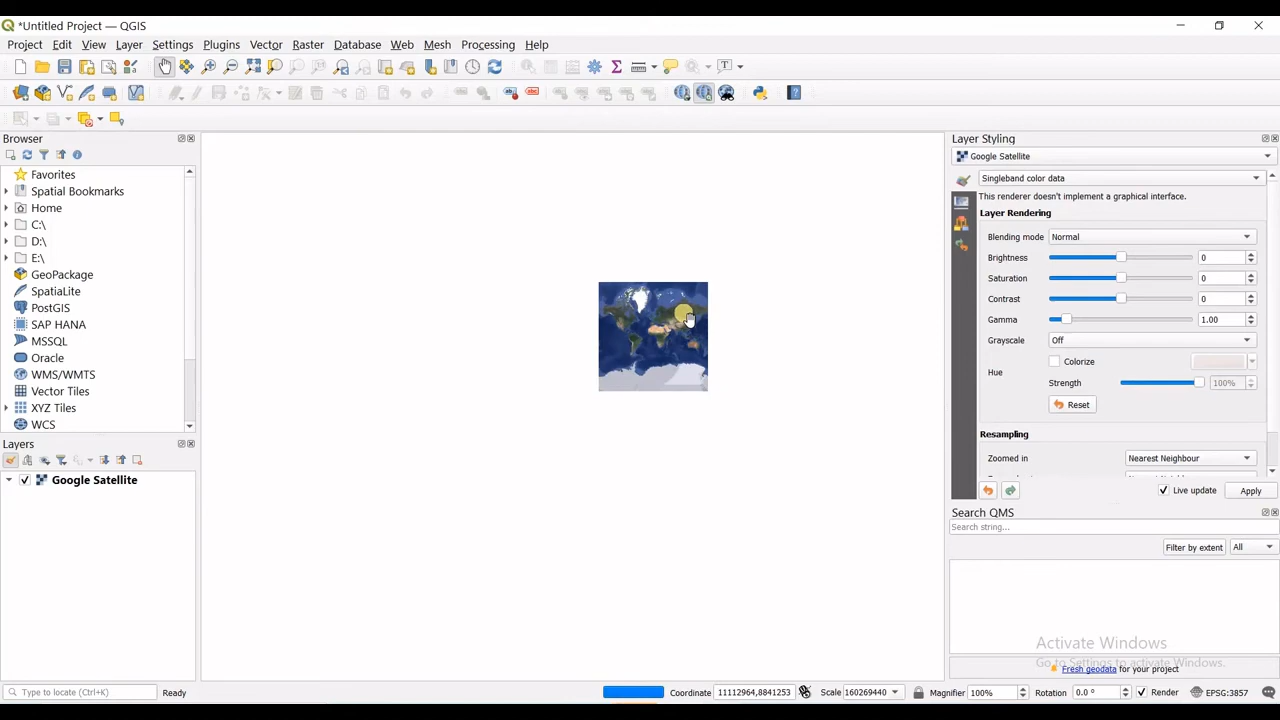 *Untitled Project — QGIS
Project Edit View Layer Settings Plugins Vector Raster Database Web Mesh Processing Help
Browser
Favorites
Spatial Bookmarks
Home
C:\
D:\
E:\
GeoPackage
SpatiaLite
PostGIS
SAP HANA
MSSQL
Oracle
WMS/WMTS
Vector Tiles
XYZ Tiles
WCS
Layers
Google Satellite
Layer Styling
Google Satellite
Singleband color data
This renderer doesn't implement a graphical interface.
Layer Rendering
Blending mode Normal
Brightness 0
Saturation 0
Contrast 0
Gamma 1.00
Grayscale Off
Hue Colorize
Strength 100%
Reset
Resampling
Zoomed in Nearest Neighbour
Live update Apply
Search QMS
Search string...
Filter by extent All
Activate Windows
Go to Settings to activate Windows.
Fresh geodata for your project
Type to locate (Ctrl+K) Ready Coordinate 11112964,8841253 Scale 160269440 Magnifier 100% Rotation 0.0 ° Render EPSG:3857